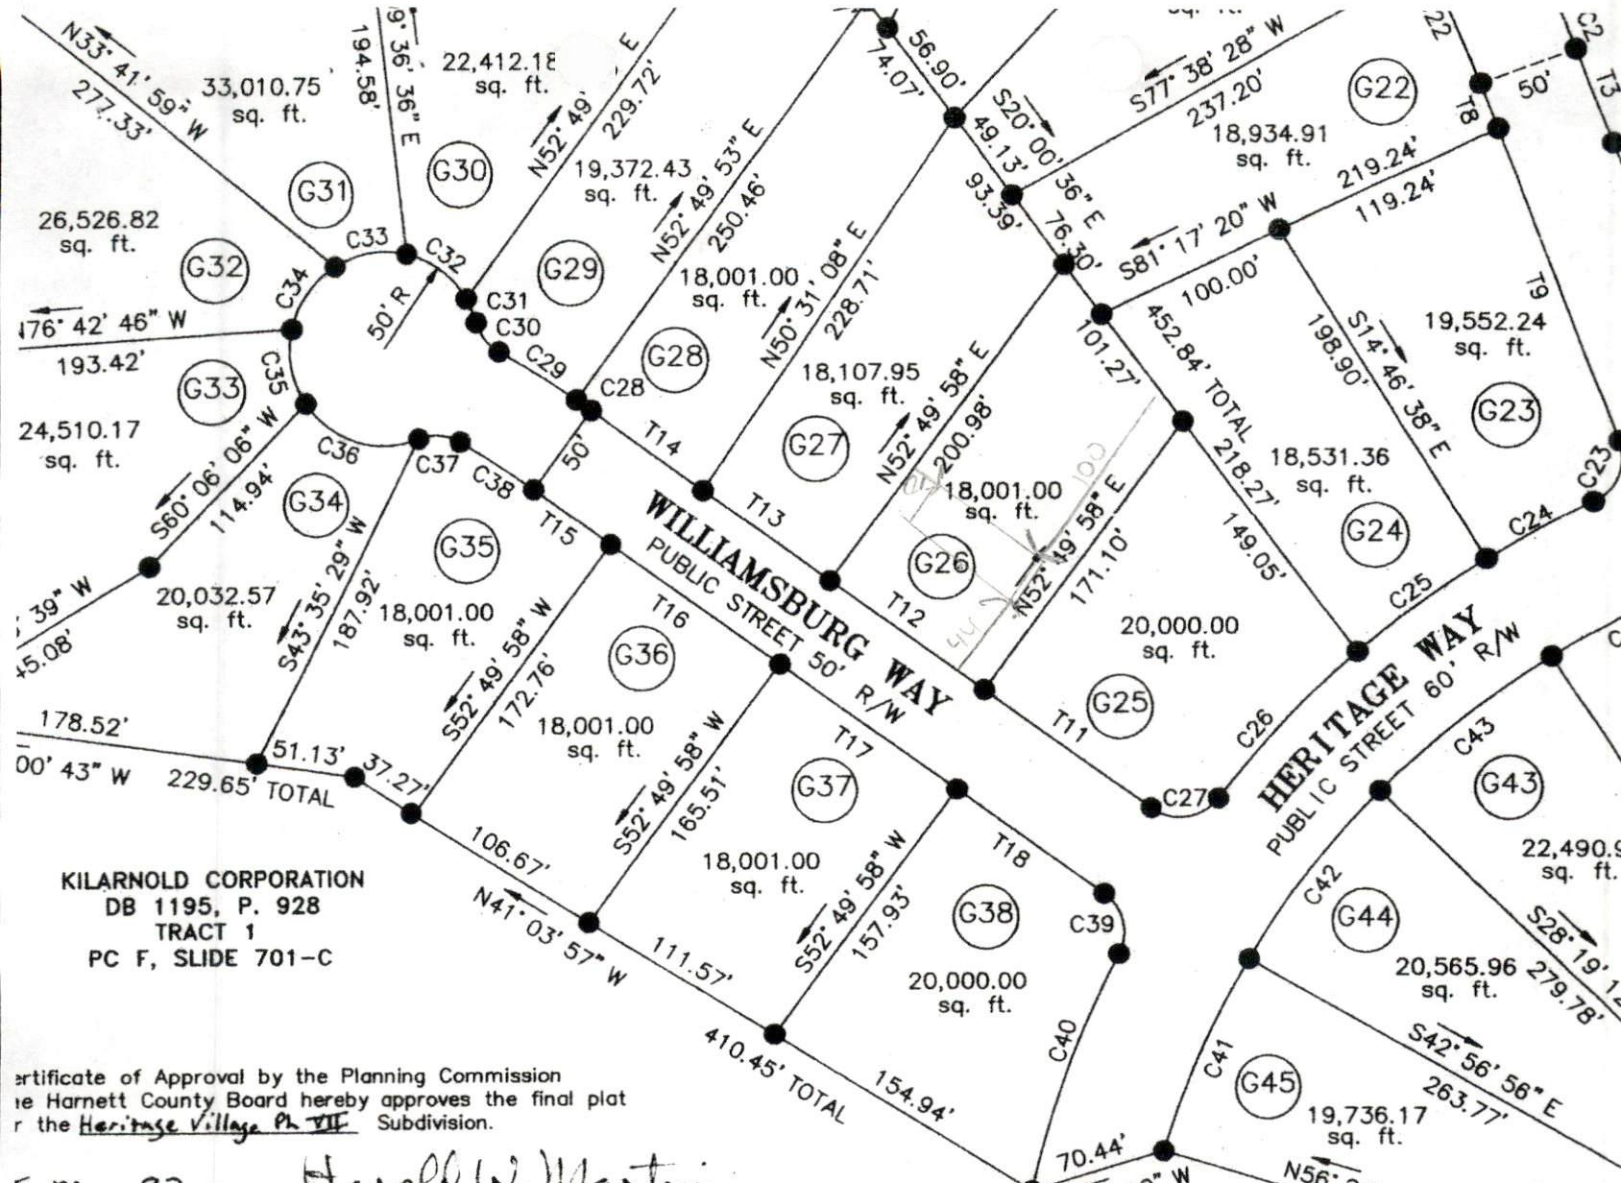 N33° 41' 59" W
277.33'
33,010.75
sq. ft.
G31
194.58'
9° 36' 36" E
22,412.18
sq. ft.
G30
N52° 49'
E
229.72'
19,372.43
sq. ft.
G29
N52° 49' 53" E
250.46'
74.07'
56.90'
S20° 00' 36" E
49.13'
93.39'
76.30'
sq. ft.
S77° 38' 28" W
237.20'
G22
18,934.91
sq. ft.
22
T8
50'
C2
T3
219.24'
119.24'
S81° 17' 20" W
100.00'
26,526.82
sq. ft.
G32
C33
C32
C34
50' R
C31
C30
C29
C28
176° 42' 46" W
193.42'
G33
C35
24,510.17
sq. ft.
C36
C37
C38
50'
18,001.00
sq. ft.
G28
N50° 31' 08" E
228.71'
T14
18,107.95
sq. ft.
G27
T13
N52° 49' 58" E
200.98'
18,001.00
sq. ft.
G26
T12
100
44
101.27'
452.84' TOTAL
218.27'
149.05'
N52° 49' 58" E
171.10'
20,000.00
sq. ft.
G25
T11
S14° 46' 38" E
198.90'
18,531.36
sq. ft.
G24
T9
19,552.24
sq. ft.
G23
C23
C24
C25
C26
C27
S60° 06' 06" W
114.94'
G34
20,032.57
sq. ft.
39" W
45.08'
S43° 35' 29" W
187.92'
G35
18,001.00
sq. ft.
T15
WILLIAMSBURG WAY
PUBLIC STREET 50' R/W
T16
S52° 49' 58" W
172.76'
G36
18,001.00
sq. ft.
T17
S52° 49' 58" W
165.51'
G37
18,001.00
sq. ft.
T18
S52° 49' 58" W
157.93'
G38
20,000.00
sq. ft.
C39
C40
HERITAGE WAY
PUBLIC STREET 60' R/W
C
C43
G43
22,490.9
sq. ft.
C42
G44
20,565.96
sq. ft.
S28° 19' 1
279.78'
S42° 56' 56" E
263.77'
C41
G45
19,736.17
sq. ft.
70.44'
N56°
178.52'
00' 43" W
229.65' TOTAL
51.13'
37.27'
106.67'
N41° 03' 57" W
111.57'
410.45' TOTAL
154.94'
KILARNOLD CORPORATION
DB 1195, P. 928
TRACT 1
PC F, SLIDE 701-C
ertificate of Approval by the Planning Commission
e Harnett County Board hereby approves the final plat
r the Heritage Village Ph VII Subdivision.
Harold W.